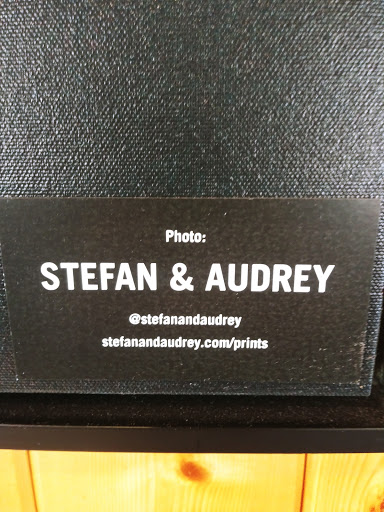 Photo:
STEFAN & AUDREY
@stefanandaudrey
stefanandaudrey.com/prints